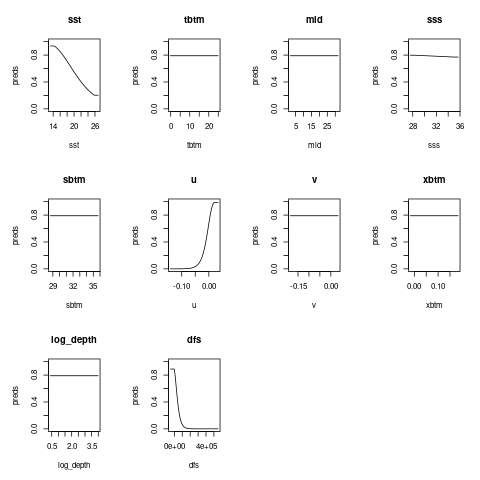 sst
preds
0.0 0.4 0.8
14 20 26
sst
tbtm
preds
0.0 0.4 0.8
0 10 20
tbtm
mld
preds
0.0 0.4 0.8
5 15 25
mld
sss
preds
0.0 0.4 0.8
28 32 36
sss
sbtm
preds
0.0 0.4 0.8
29 32 35
sbtm
u
preds
0.0 0.4 0.8
-0.10 0.00
u
v
preds
0.0 0.4 0.8
-0.15 0.00
v
xbtm
preds
0.0 0.4 0.8
0.00 0.10
xbtm
log_depth
preds
0.0 0.4 0.8
0.5 2.0 3.5
log_depth
dfs
preds
0.0 0.4 0.8
0e+00 4e+05
dfs